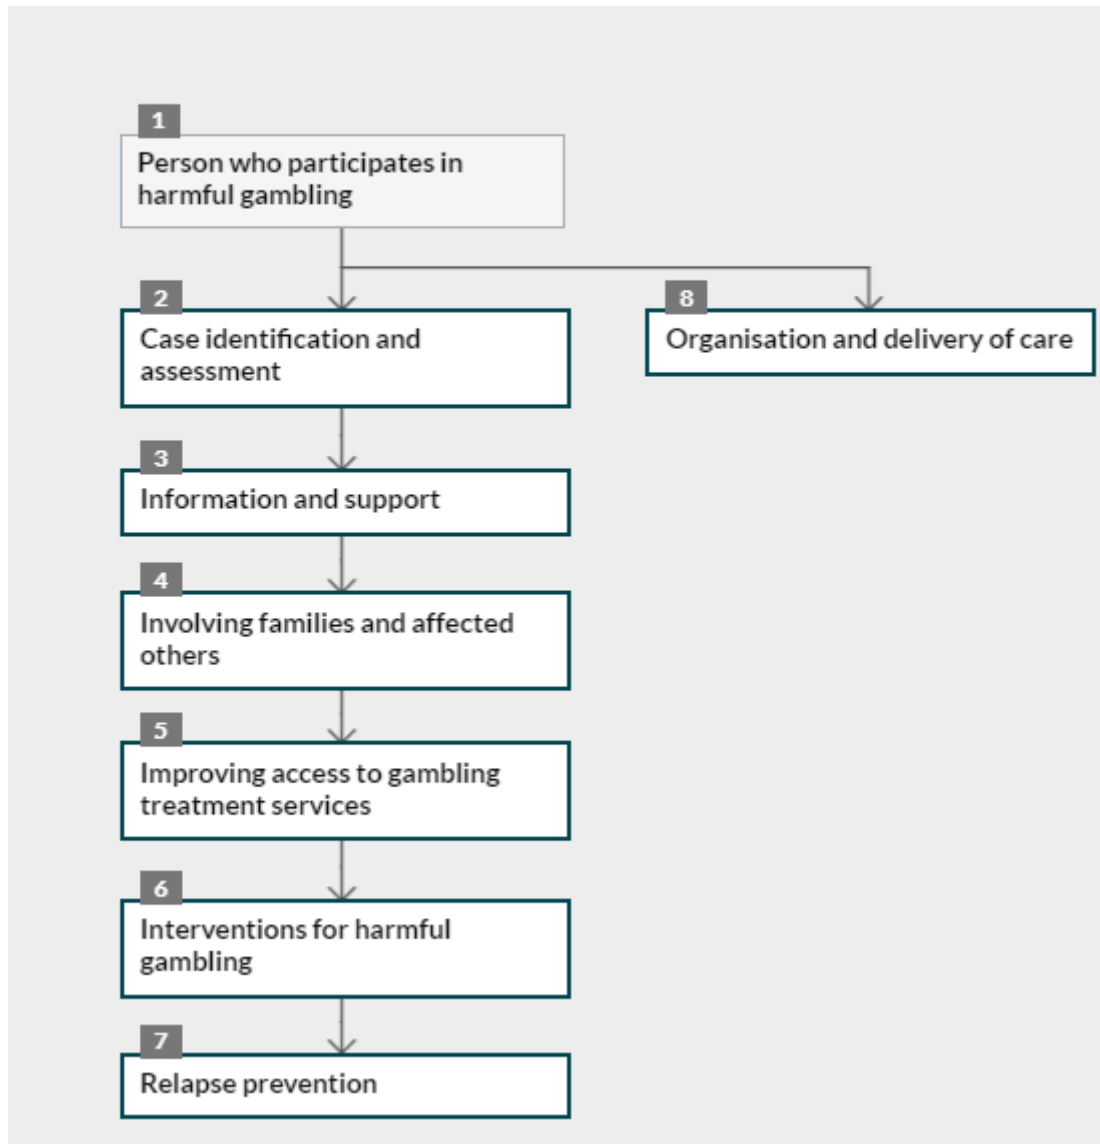 1
Person who participates in
harmful gambling
2
Case identification and
assessment
8
Organisation and delivery of care
3
Information and support
4
Involving families and affected
others
5
Improving access to gambling
treatment services
6
Interventions for harmful
gambling
7
Relapse prevention